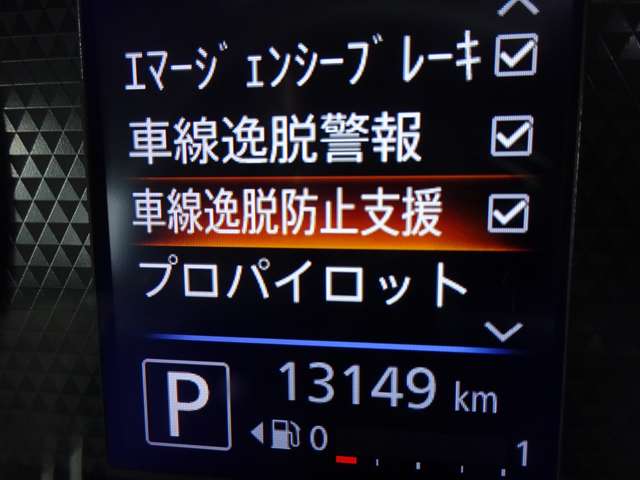 ｴﾏｰｼﾞｪﾝｼｰﾌﾞﾚｰｷ
車線逸脱警報
車線逸脱防止支援
プロパイロット
P 13149 km
0 1